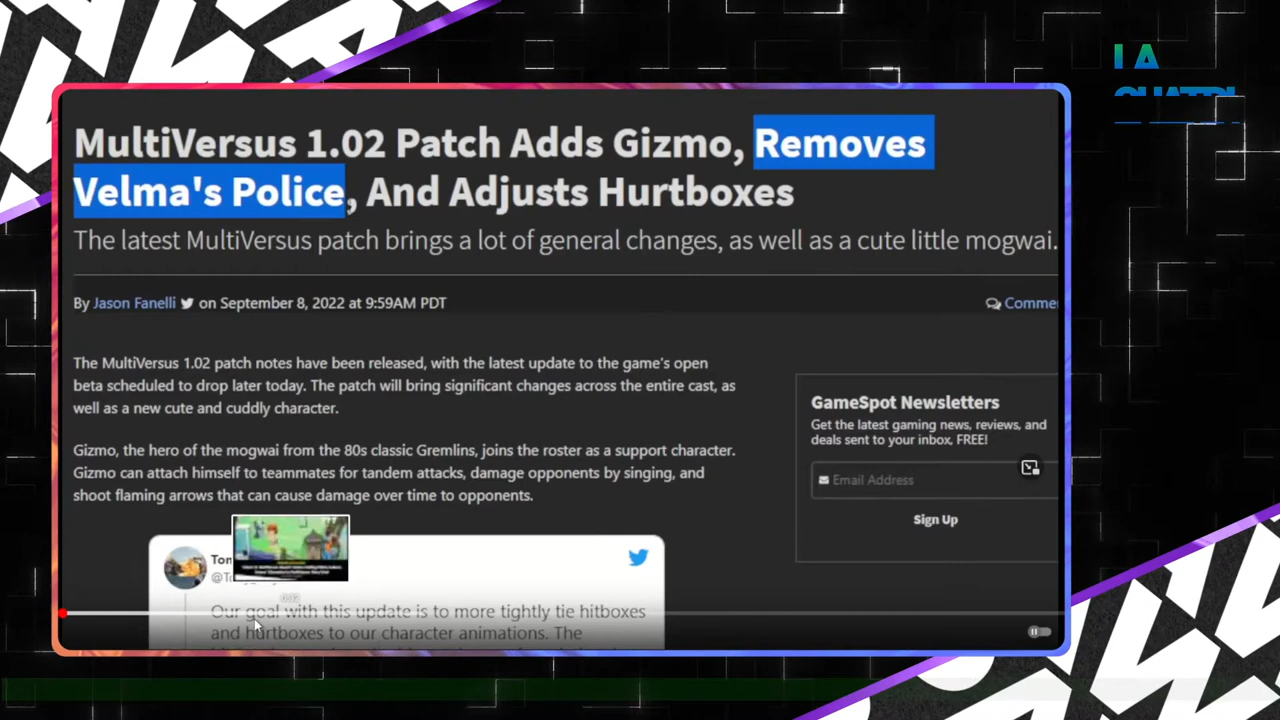 LA
MultiVersus 1.02 Patch Adds Gizmo, Removes
Velma's Police, And Adjusts Hurtboxes
The latest MultiVersus patch brings a lot of general changes, as well as a cute little mogwai.
By Jason Fanelli on September 8, 2022 at 9:59AM PDT
Comme
The MultiVersus 1.02 patch notes have been released, with the latest update to the game's open
beta scheduled to drop later today. The patch will bring significant changes across the entire cast, as
well as a new cute and cuddly character.
Gizmo, the hero of the mogwai from the 80s classic Gremlins, joins the roster as a support character.
Gizmo can attach himself to teammates for tandem attacks, damage opponents by singing, and
shoot flaming arrows that can cause damage over time to opponents.
GameSpot Newsletters
Get the latest gaming news, reviews, and
deals sent to your inbox, FREE!
Email Address
Sign Up
Our goal with this update is to more tightly tie hitboxes
and hurtboxes to our character animations. The